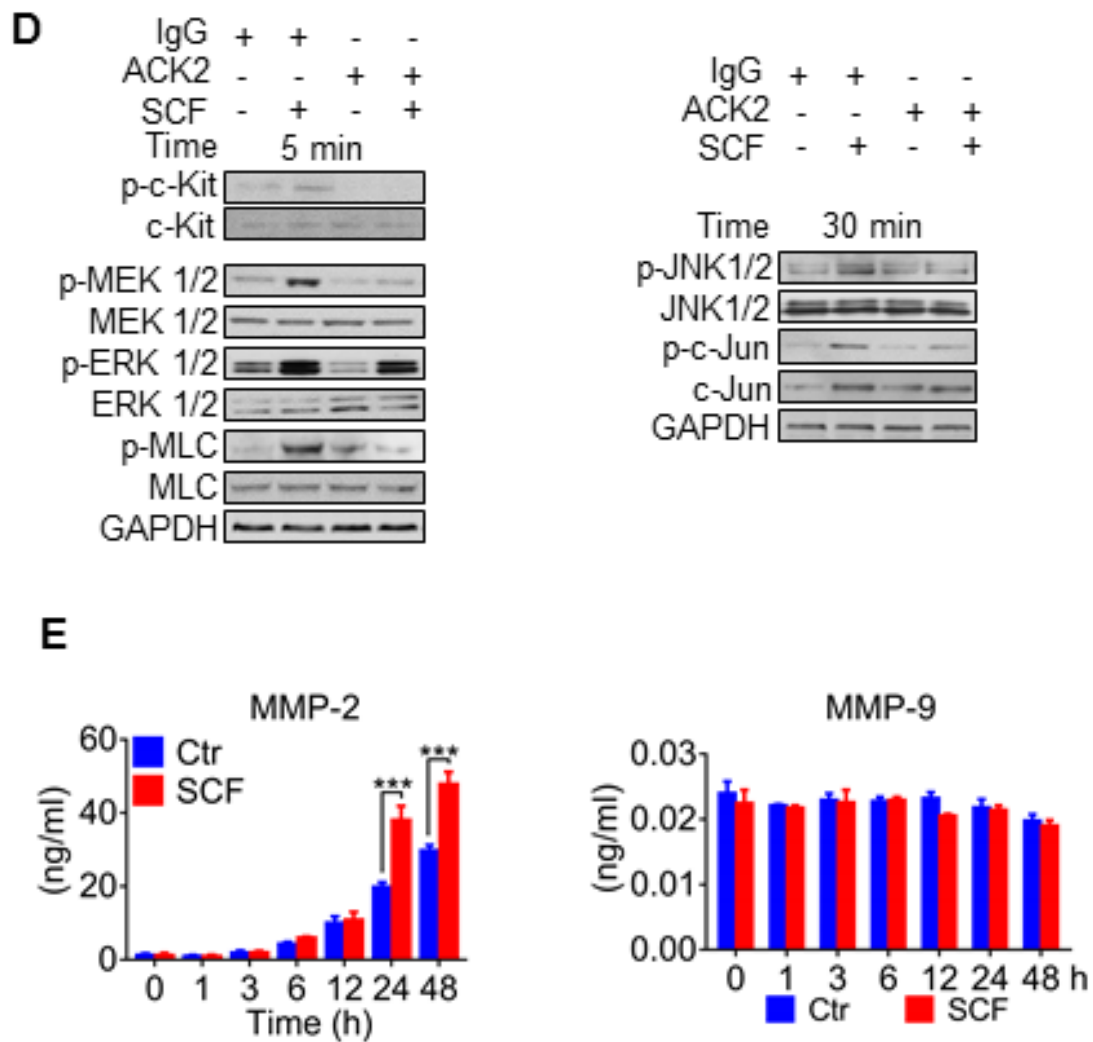 D
IgG + + - -
ACK2 - - + +
SCF - + - +
Time 5 min
p-c-Kit
c-Kit
p-MEK 1/2
MEK 1/2
p-ERK 1/2
ERK 1/2
p-MLC
MLC
GAPDH
IgG + + - -
ACK2 - - + +
SCF - + - +
Time 30 min
p-JNK1/2
JNK1/2
p-c-Jun
c-Jun
GAPDH
E
MMP-2
Ctr
SCF
(ng/ml)
60
40
20
0
***
***
0 1 3 6 12 24 48
Time (h)
MMP-9
(ng/ml)
0.03
0.02
0.01
0.00
0 1 3 6 12 24 48 h
Ctr SCF